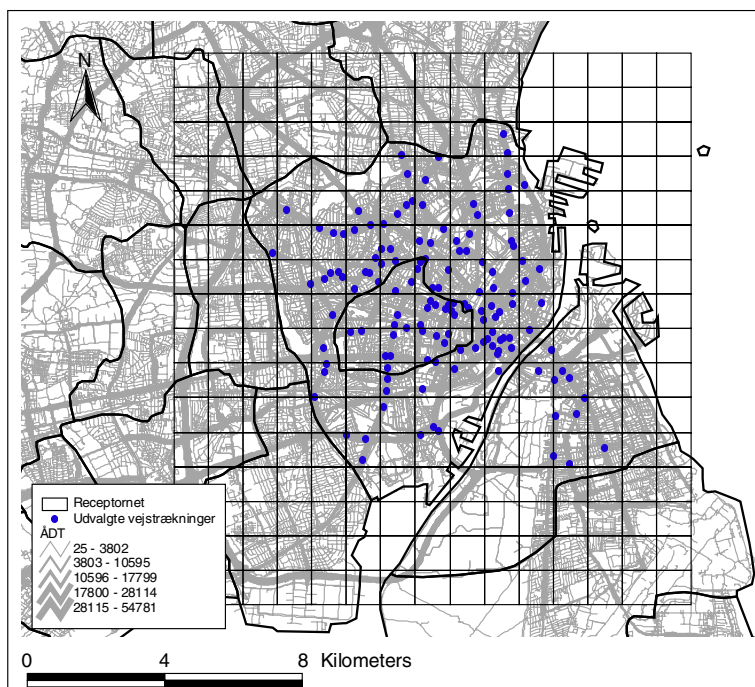 N
Receptornet
Udvalgte vejstrækninger
ÅDT
25 - 3802
3803 - 10595
10596 - 17799
17800 - 28114
28115 - 54781
0 4 8 Kilometers